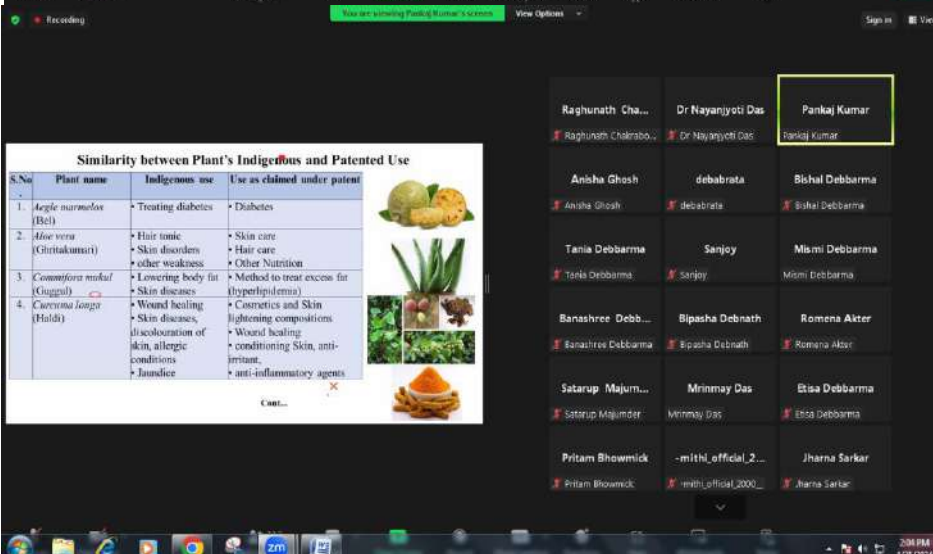 Recording
You are viewing Pankaj Kumar's screen
View Options
Sign in
Vie
Similarity between Plant's Indigenous and Patented Use
S.No
.
Plant name
Indigenous use
Use as claimed under patent
1.
Aegle marmelos
(Bel)
• Treating diabetes
• Diabetes
2.
Aloe vera
(Ghritakumari)
• Hair tonic
• Skin disorders
• other weakness
• Skin care
• Hair care
• Other Nutrition
3.
Commifora mukul
(Guggul)
• Lowering body fat
• Skin diseases
• Method to treat excess fat
(hyperlipidemia)
4.
Curcuma longa
(Haldi)
• Wound healing
• Skin diseases,
discolouration of
skin, allergic
conditions
• Jaundice
• Cosmetics and Skin
lightening compositions
• Wound healing
• conditioning Skin, anti-
irritant,
• anti-inflammatory agents
Cont...
Raghunath Cha...
Raghunath Chakrabo...
Dr Nayanjyoti Das
Dr Nayanjyoti Das
Pankaj Kumar
Pankaj Kumar
Anisha Ghosh
Anisha Ghosh
debabrata
debabrata
Bishal Debbarma
Bishal Debbarma
Tania Debbarma
Tania Debbarma
Sanjoy
Sanjoy
Mismi Debbarma
Mismi Debbarma
Banashree Debb...
Banashree Debbarma
Bipasha Debnath
Bipasha Debnath
Romena Akter
Romena Akter
Satarup Majum...
Satarup Majumder
Mrinmay Das
Mrinmay Das
Etisa Debbarma
Etisa Debbarma
Pritam Bhowmick
Pritam Bhowmick
-mithi_official_2...
-mithi_official_2000_
Jharna Sarkar
Jharna Sarkar
zm
2:04 PM